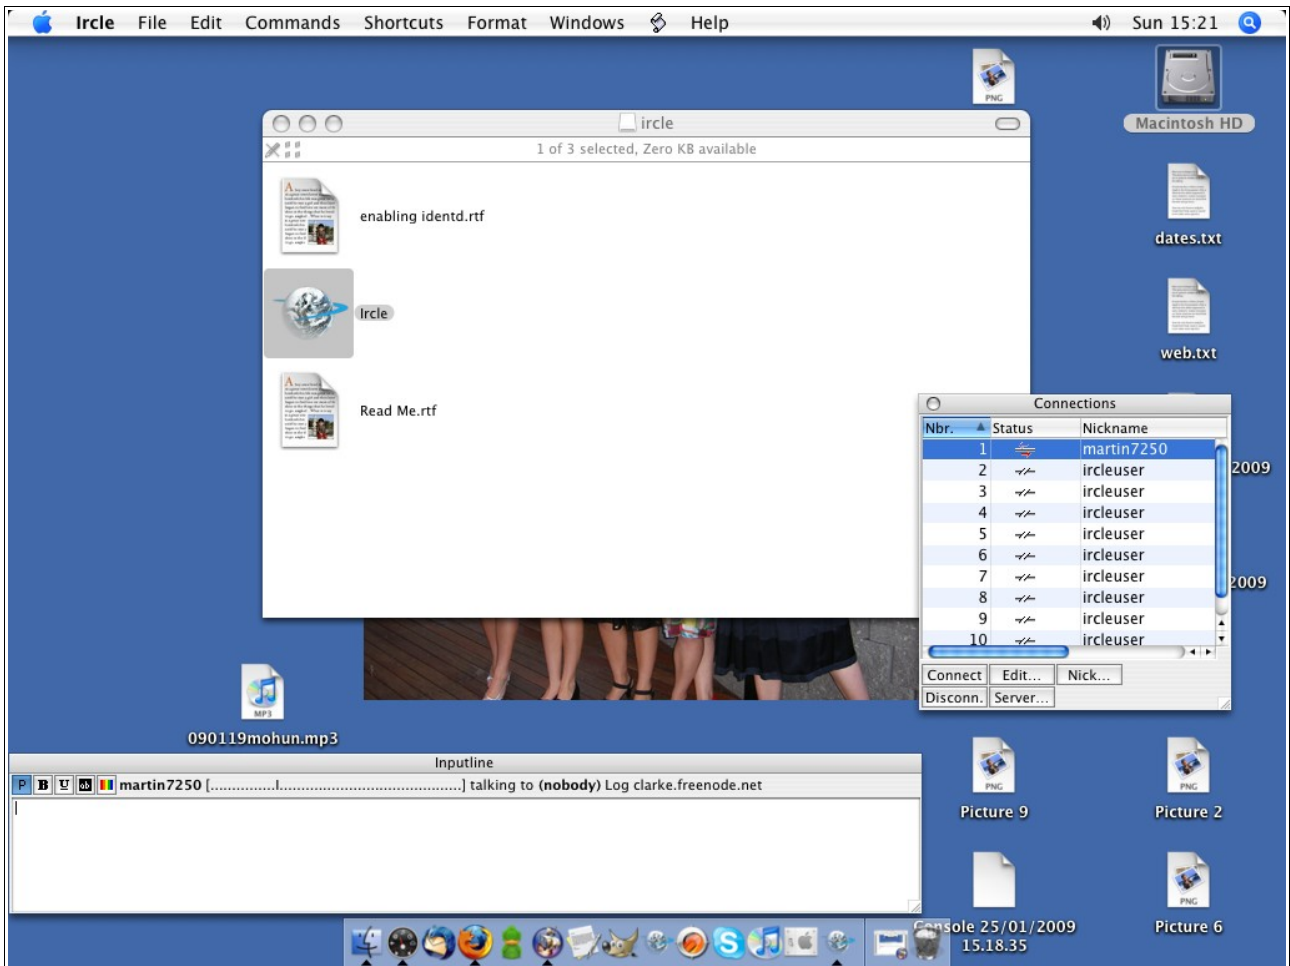 Ircle File Edit Commands Shortcuts Format Windows Help Sun 15:21
PNG
Macintosh HD
ircle
1 of 3 selected, Zero KB available
enabling identd.rtf
dates.txt
Ircle
web.txt
Read Me.rtf
Connections
Nbr. Status Nickname
1 martin7250
2 ircleuser
3 ircleuser
4 ircleuser
5 ircleuser
6 ircleuser
7 ircleuser
8 ircleuser
9 ircleuser
10 ircleuser
2009
2009
Connect Edit... Nick...
Disconn. Server...
MP3
090119mohun.mp3
Inputline
P B U ab martin7250 [...............I..........................................] talking to (nobody) Log clarke.freenode.net
PNG
Picture 9
PNG
Picture 2
Console 25/01/2009
15.18.35
PNG
Picture 6